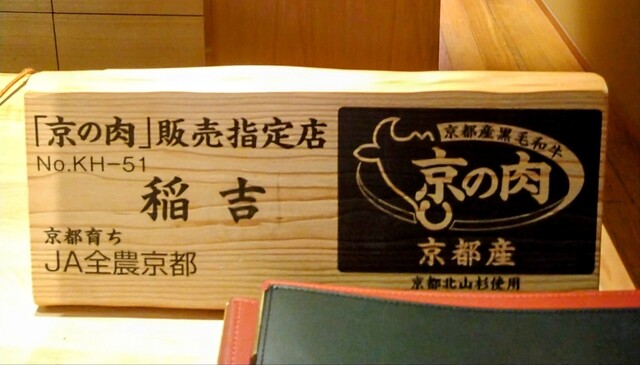 「京の肉」販売指定店
No.KH-51
稲吉
京都育ち
JA全農京都
京都産黒毛和牛
京の肉
京都産
京都北山杉使用